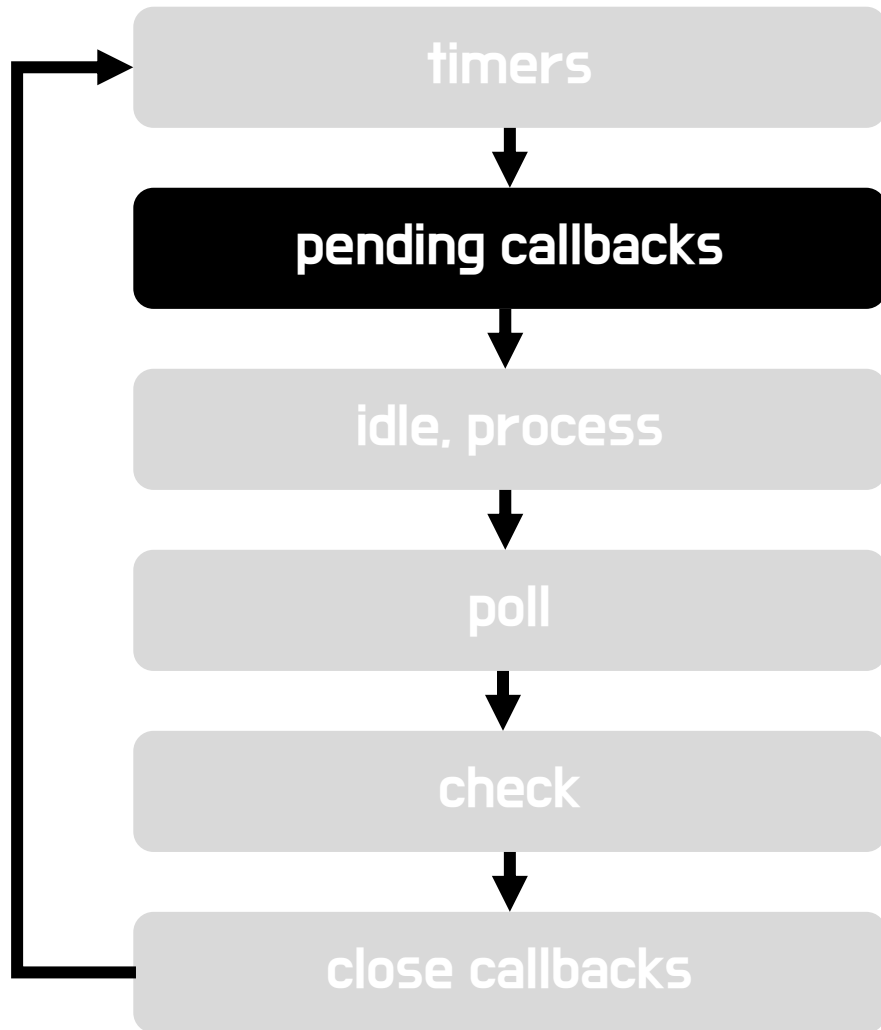 timers
pending callbacks
idle, process
poll
check
close callbacks